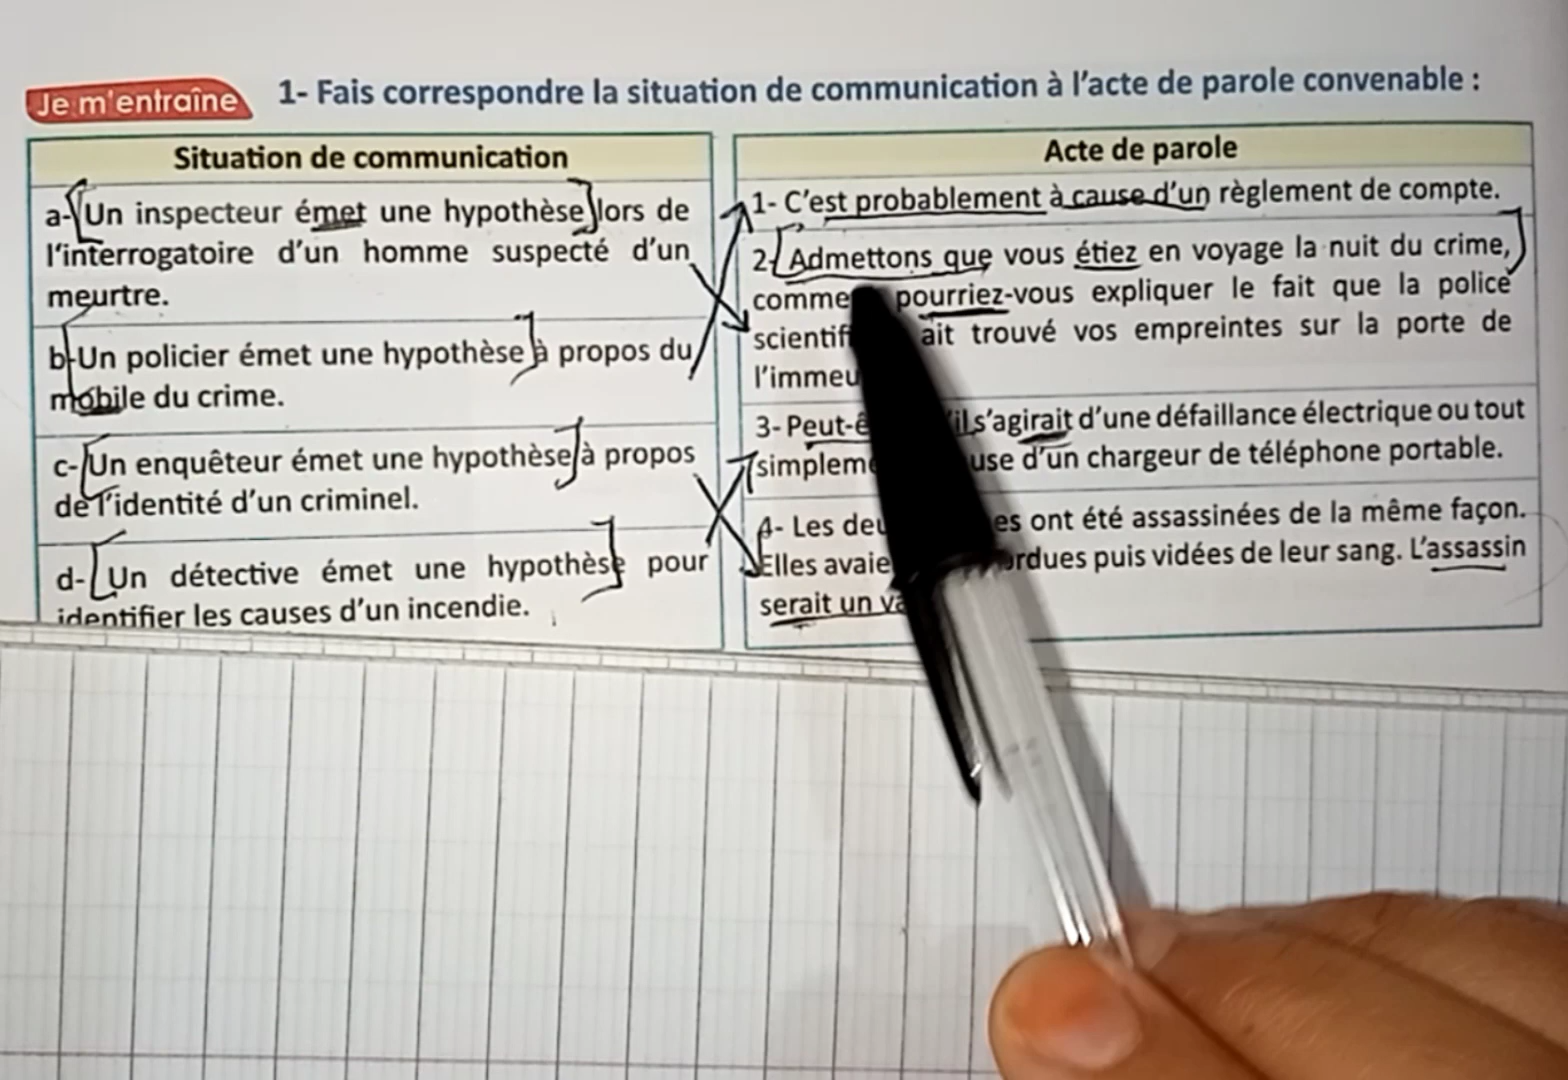 Je m'entraîne 1- Fais correspondre la situation de communication à l'acte de parole convenable :
Situation de communication
a- Un inspecteur émet une hypothèse lors de
l'interrogatoire d'un homme suspecté d'un
meurtre.
b- Un policier émet une hypothèse à propos du
mobile du crime.
c- Un enquêteur émet une hypothèse à propos
de l'identité d'un criminel.
d- Un détective émet une hypothèse pour
identifier les causes d'un incendie.
Acte de parole
1- C'est probablement à cause d'un règlement de compte.
2- Admettons que vous étiez en voyage la nuit du crime,
comme pourriez-vous expliquer le fait que la police
scientif ait trouvé vos empreintes sur la porte de
l'immeu
3- Peut-ê il s'agirait d'une défaillance électrique ou tout
simplem use d'un chargeur de téléphone portable.
4- Les deu es ont été assassinées de la même façon.
Elles avaie rdues puis vidées de leur sang. L'assassin
serait un va